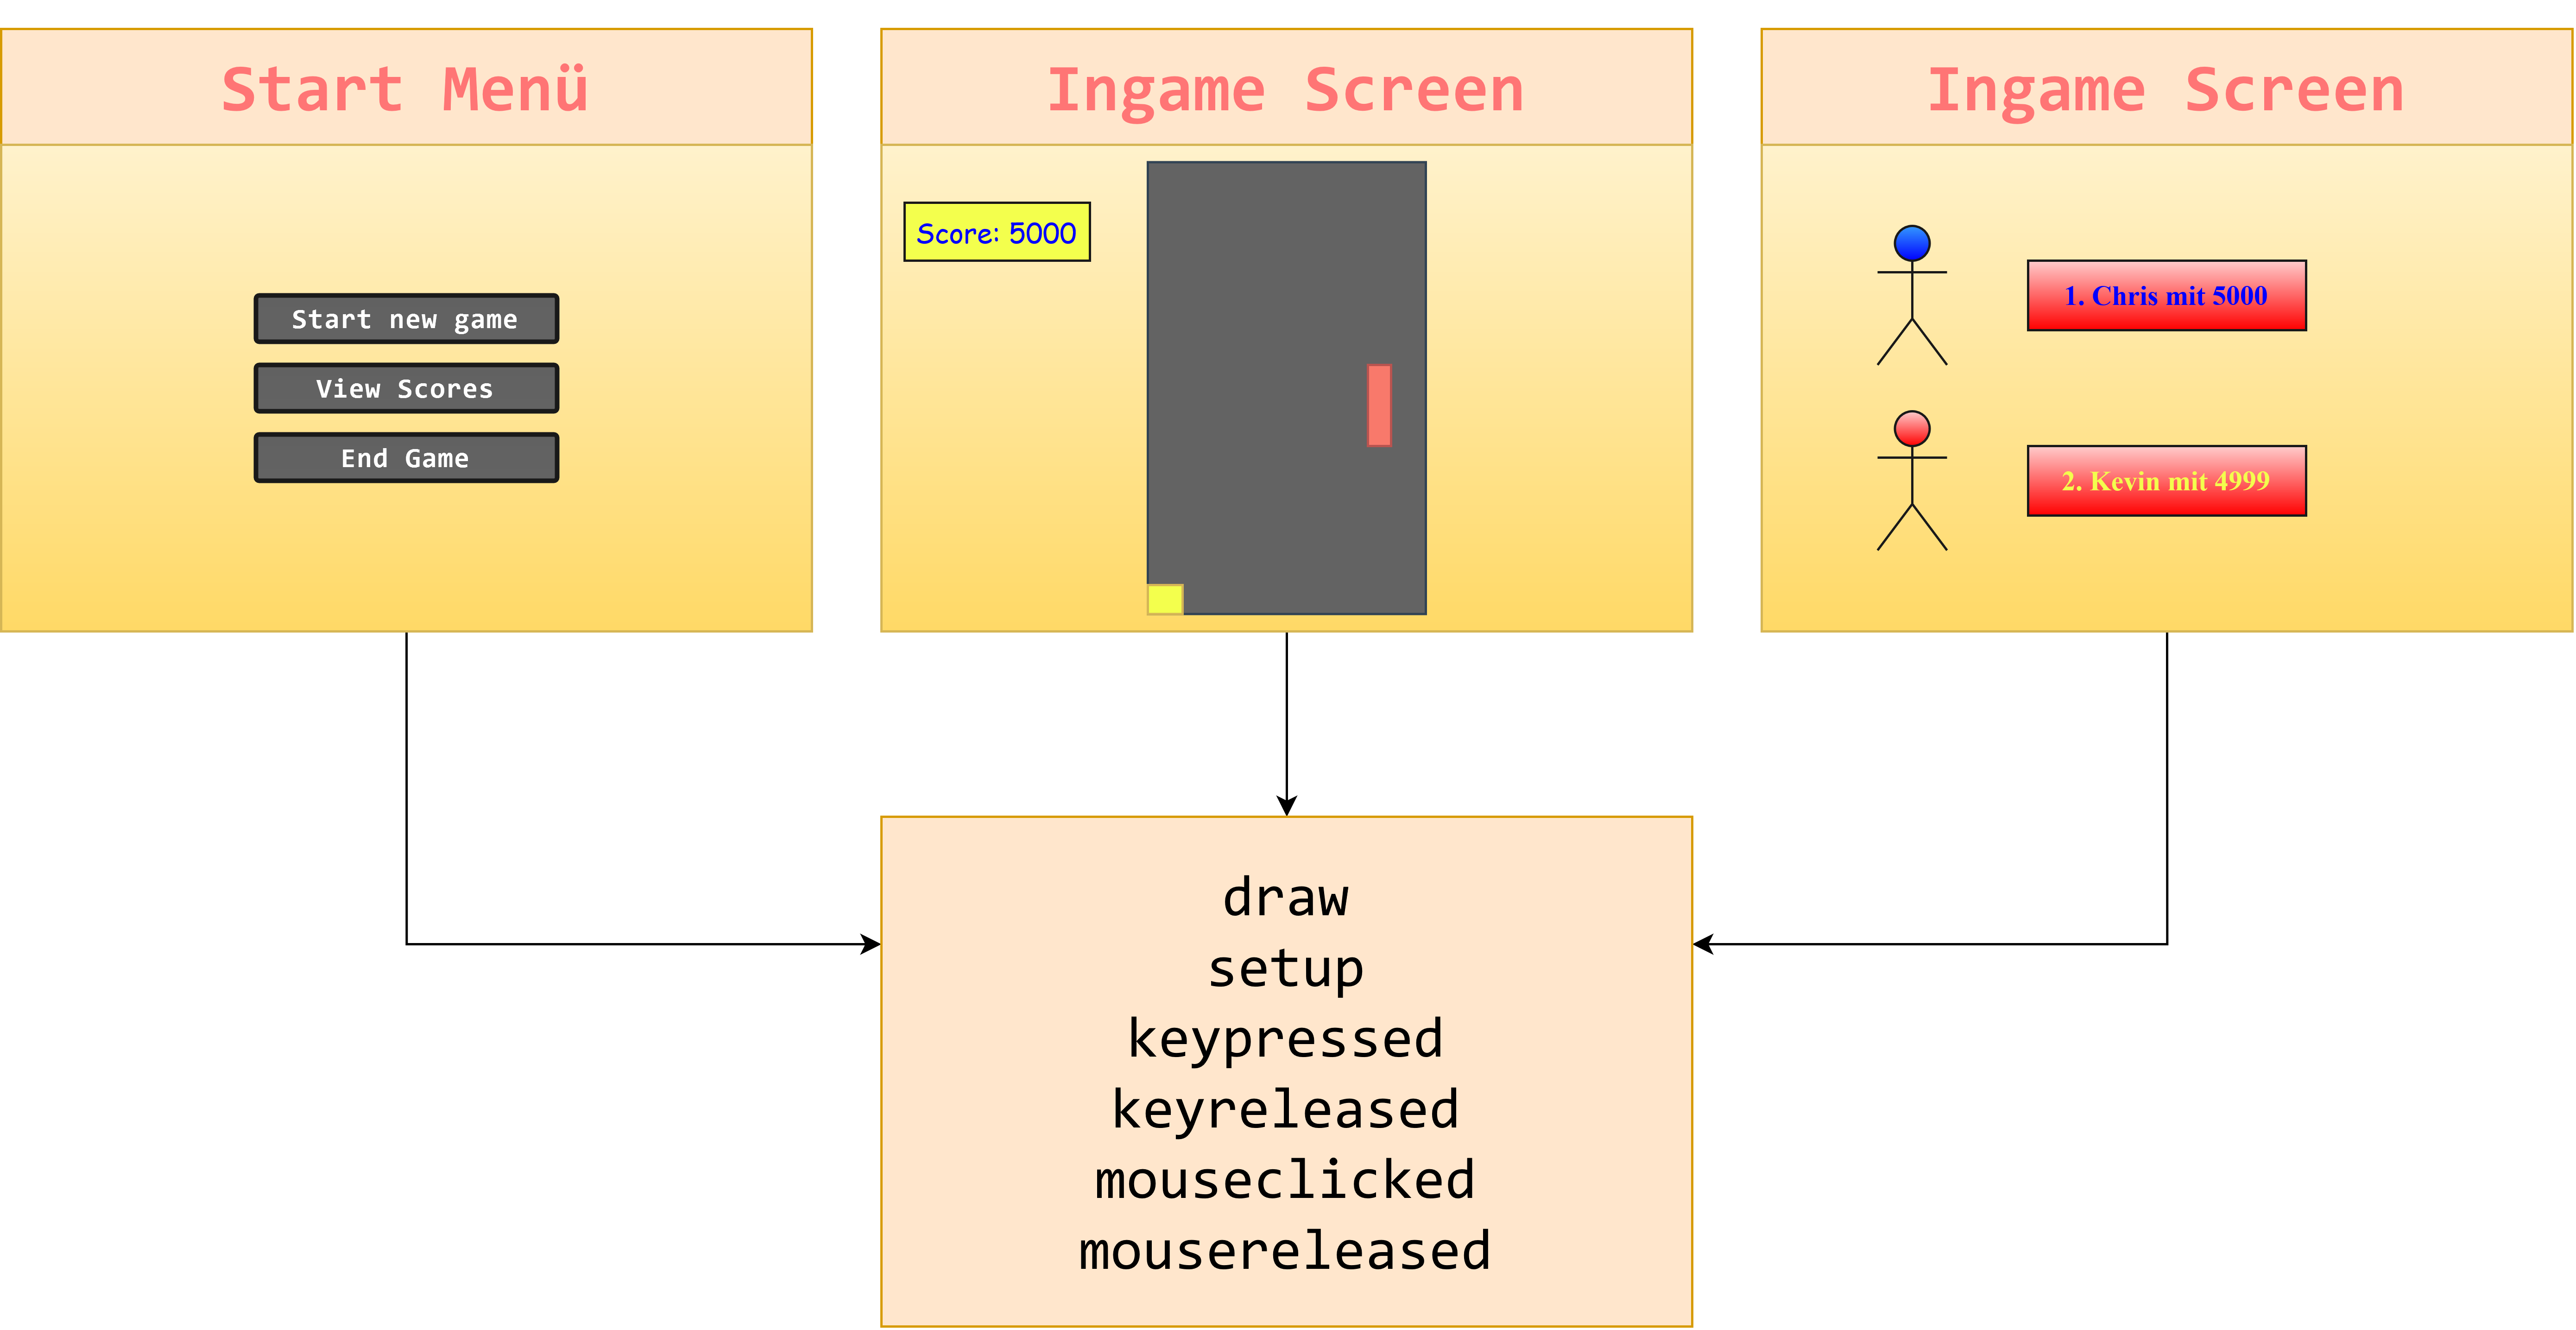 Start Menü
Start new game
View Scores
End Game
Ingame Screen
Score: 5000
Ingame Screen
1. Chris mit 5000
2. Kevin mit 4999
draw
setup
keypressed
keyreleased
mouseclicked
mousereleased